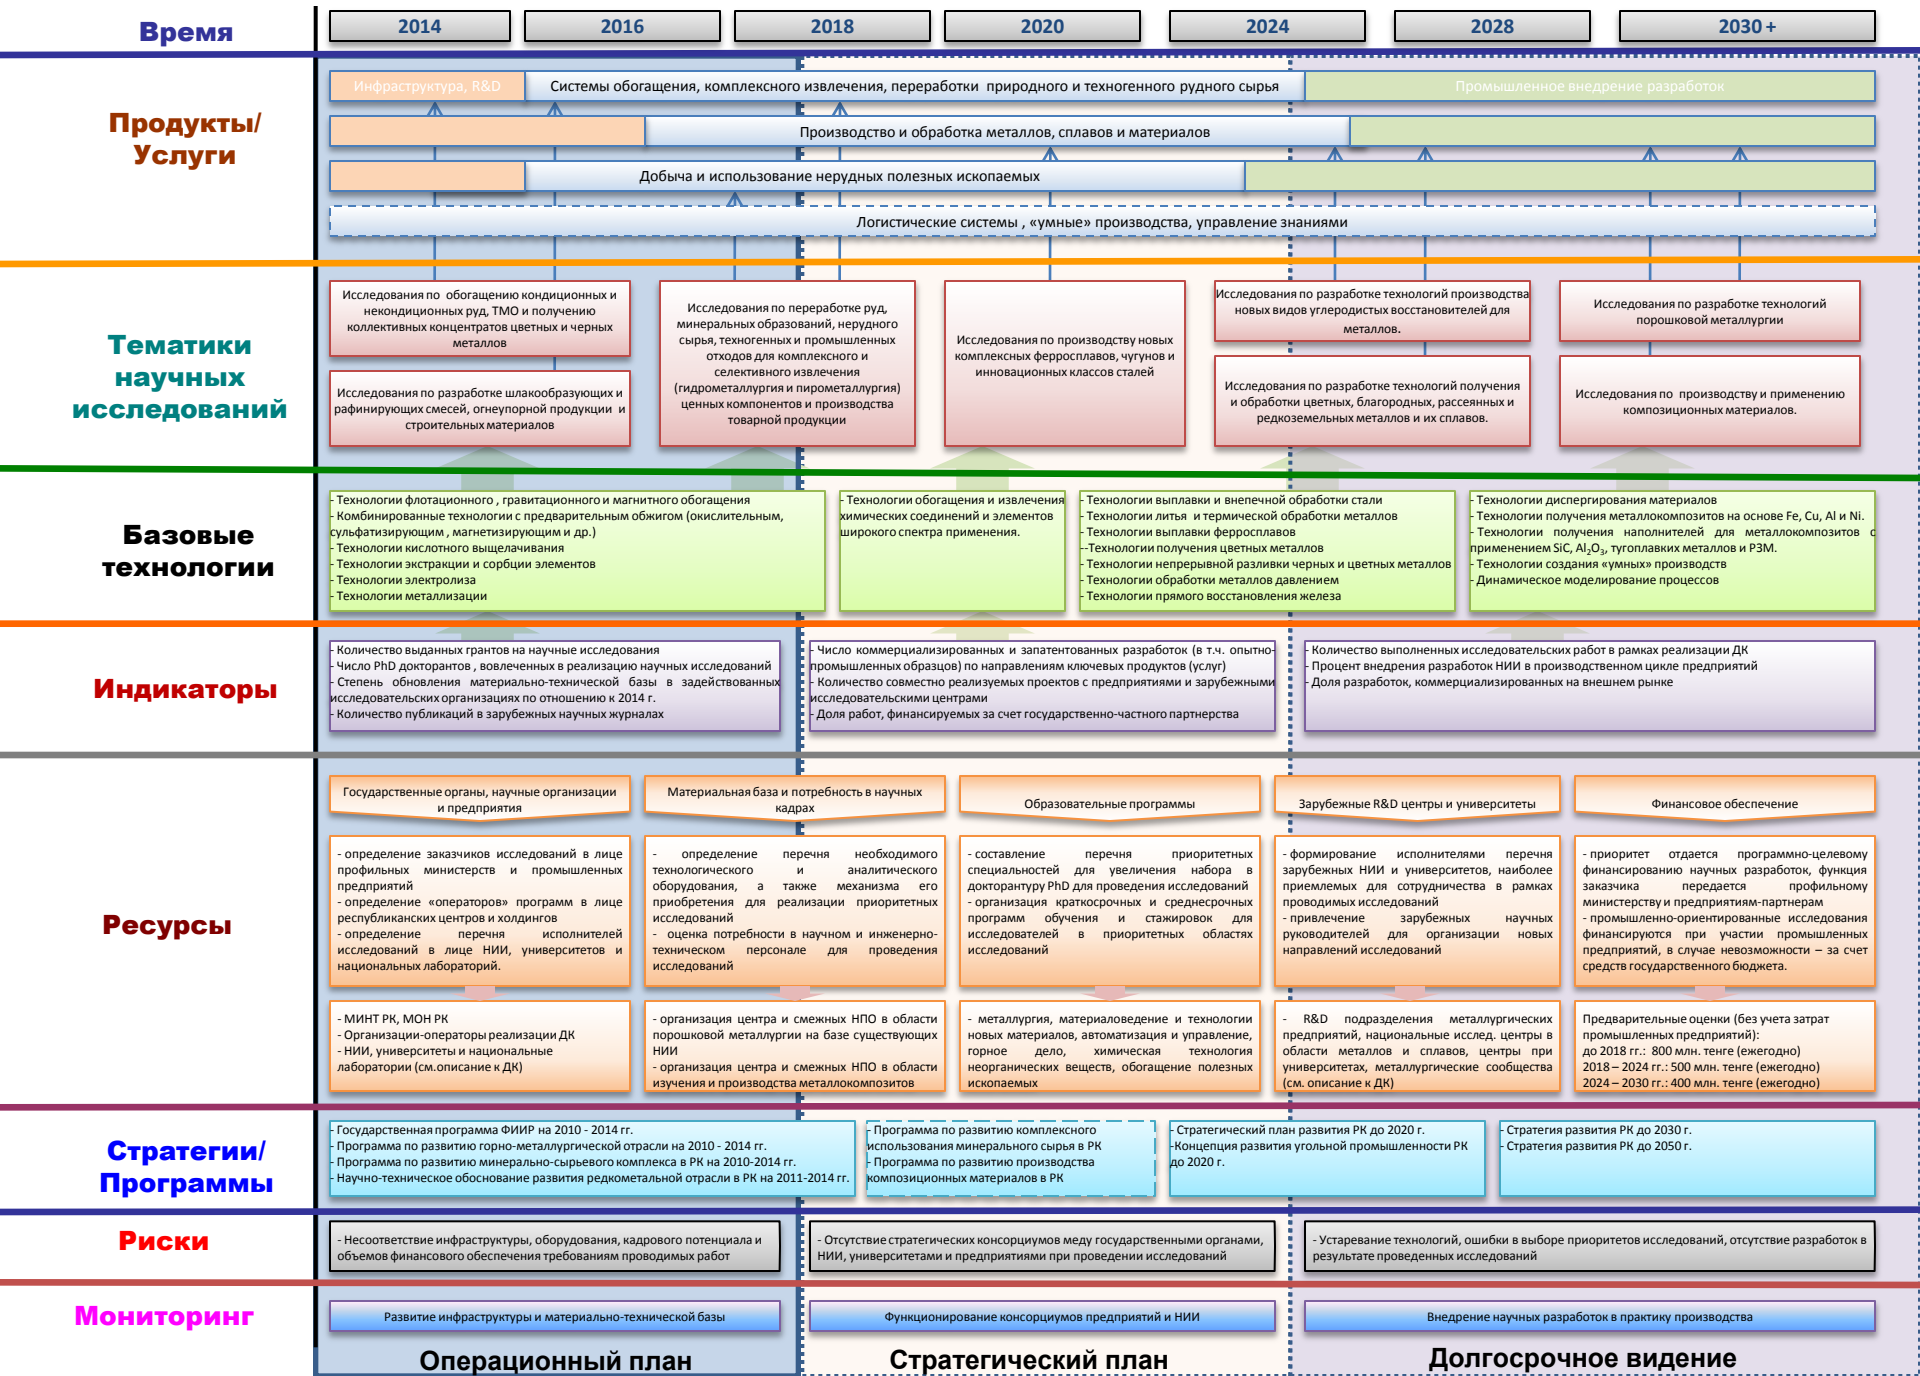 Время
2014
2016
2018
2020
2024
2028
2030 +
Продукты/
Услуги
Инфраструктура, R&D
Системы обогащения, комплексного извлечения, переработки природного и техногенного рудного сырья
Промышленное внедрение разработок
Производство и обработка металлов, сплавов и материалов
Добыча и использование нерудных полезных ископаемых
Логистические системы , «умные» производства, управление знаниями
Тематики
научных
исследований
Исследования по обогащению кондиционных и
некондиционных руд, ТМО и получению
коллективных концентратов цветных и черных
металлов
Исследования по разработке шлакообразующих и
рафинирующих смесей, огнеупорной продукции и
строительных материалов
Исследования по переработке руд,
минеральных образований, нерудного
сырья, техногенных и промышленных
отходов для комплексного и
селективного извлечения
(гидрометаллургия и пирометаллургия)
ценных компонентов и производства
товарной продукции
Исследования по производству новых
комплексных ферросплавов, чугунов и
инновационных классов сталей
Исследования по разработке технологий производства
новых видов углеродистых восстановителей для
металлов.
Исследования по разработке технологий получения
и обработки цветных, благородных, рассеянных и
редкоземельных металлов и их сплавов.
Исследования по разработке технологий
порошковой металлургии
Исследования по производству и применению
композиционных материалов.
Базовые
технологии
- Технологии флотационного , гравитационного и магнитного обогащения
- Комбинированные технологии с предварительным обжигом (окислительным,
сульфатизирующим , магнетизирующим и др.)
- Технологии кислотного выщелачивания
- Технологии экстракции и сорбции элементов
- Технологии электролиза
- Технологии металлизации
- Технологии обогащения и извлечения
химических соединений и элементов
широкого спектра применения.
- Технологии выплавки и внепечной обработки стали
- Технологии литья и термической обработки металлов
- Технологии выплавки ферросплавов
--Технологии получения цветных металлов
- Технологии непрерывной разливки черных и цветных металлов
- Технологии обработки металлов давлением
- Технологии прямого восстановления железа
- Технологии диспергирования материалов
- Технологии получения металлокомпозитов на основе Fe, Cu, Al и Ni.
- Технологии получения наполнителей для металлокомпозитов с
применением SiC, Al₂O₃, тугоплавких металлов и РЗМ.
- Технологии создания «умных» производств
- Динамическое моделирование процессов
Индикаторы
- Количество выданных грантов на научные исследования
- Число PhD докторантов , вовлеченных в реализацию научных исследований
- Степень обновления материально-технической базы в задействованных
исследовательских организациях по отношению к 2014 г.
- Количество публикаций в зарубежных научных журналах
- Число коммерциализированных и запатентованных разработок (в т.ч. опытно-
промышленных образцов) по направлениям ключевых продуктов (услуг)
- Количество совместно реализуемых проектов с предприятиями и зарубежными
исследовательскими центрами
- Доля работ, финансируемых за счет государственно-частного партнерства
- Количество выполненных исследовательских работ в рамках реализации ДК
- Процент внедрения разработок НИИ в производственном цикле предприятий
- Доля разработок, коммерциализированных на внешнем рынке
Ресурсы
Государственные органы, научные организации
и предприятия
Материальная база и потребность в научных
кадрах
Образовательные программы
Зарубежные R&D центры и университеты
Финансовое обеспечение
- определение заказчиков исследований в лице
профильных министерств и промышленных
предприятий
- определение «операторов» программ в лице
республиканских центров и холдингов
- определение перечня исполнителей
исследований в лице НИИ, университетов и
национальных лабораторий.
- определение перечня необходимого
технологического и аналитического
оборудования, а также механизма его
приобретения для реализации приоритетных
исследований
- оценка потребности в научном и инженерно-
техническом персонале для проведения
исследований
- составление перечня приоритетных
специальностей для увеличения набора в
докторантуру PhD для проведения исследований
- организация краткосрочных и среднесрочных
программ обучения и стажировок для
исследователей в приоритетных областях
исследований
- формирование исполнителями перечня
зарубежных НИИ и университетов, наиболее
приемлемых для сотрудничества в рамках
проводимых исследований
- привлечение зарубежных научных
руководителей для организации новых
направлений исследований
- приоритет отдается программно-целевому
финансированию научных разработок, функция
заказчика передается профильному
министерству и предприятиям-партнерам
- промышленно-ориентированные исследования
финансируются при участии промышленных
предприятий, в случае невозможности – за счет
средств государственного бюджета.
- МИНТ РК, МОН РК
- Организации-операторы реализации ДК
- НИИ, университеты и национальные
лаборатории (см.описание к ДК)
- организация центра и смежных НПО в области
порошковой металлургии на базе существующих
НИИ
- организация центра и смежных НПО в области
изучения и производства металлокомпозитов
- металлургия, материаловедение и технологии
новых материалов, автоматизация и управление,
горное дело, химическая технология
неорганических веществ, обогащение полезных
ископаемых
- R&D подразделения металлургических
предприятий, национальные исслед. центры в
области металлов и сплавов, центры при
университетах, металлургические сообщества
(см. описание к ДК)
Предварительные оценки (без учета затрат
промышленных предприятий):
до 2018 гг.: 800 млн. тенге (ежегодно)
2018 – 2024 гг.: 500 млн. тенге (ежегодно)
2024 – 2030 гг.: 400 млн. тенге (ежегодно)
Стратегии/
Программы
- Государственная программа ФИИР на 2010 - 2014 гг.
- Программа по развитию горно-металлургической отрасли на 2010 - 2014 гг.
- Программа по развитию минерально-сырьевого комплекса в РК на 2010-2014 гг.
- Научно-техническое обоснование развития редкометальной отрасли в РК на 2011-2014 гг.
- Программа по развитию комплексного
использования минерального сырья в РК
- Программа по развитию производства
композиционных материалов в РК
- Стратегический план развития РК до 2020 г.
-Концепция развития угольной промышленности РК
до 2020 г.
- Стратегия развития РК до 2030 г.
- Стратегия развития РК до 2050 г.
Риски
- Несоответствие инфраструктуры, оборудования, кадрового потенциала и
объемов финансового обеспечения требованиям проводимых работ
- Отсутствие стратегических консорциумов меду государственными органами,
НИИ, университетами и предприятиями при проведении исследований
- Устаревание технологий, ошибки в выборе приоритетов исследований, отсутствие разработок в
результате проведенных исследований
Мониторинг
Развитие инфраструктуры и материально-технической базы
Функционирование консорциумов предприятий и НИИ
Внедрение научных разработок в практику производства
Операционный план
Стратегический план
Долгосрочное видение